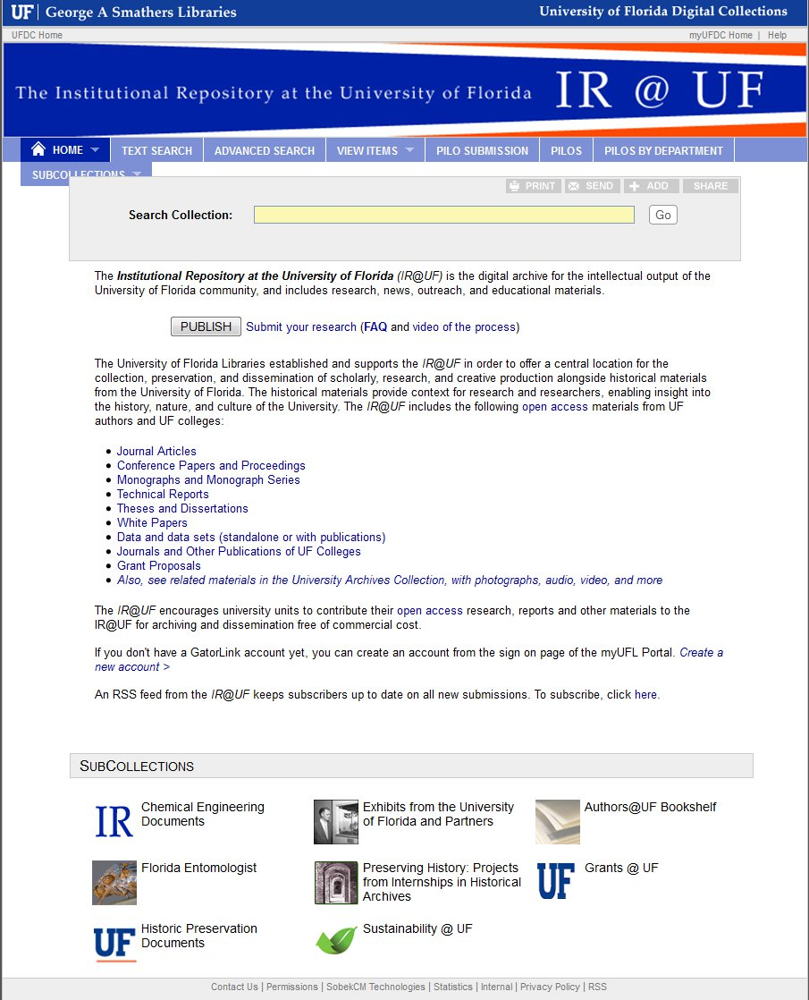 UF George A Smathers Libraries University of Florida Digital Collections
UFDC Home myUFDC Home | Help
The Institutional Repository at the University of Florida IR @ UF
HOME TEXT SEARCH ADVANCED SEARCH VIEW ITEMS PILO SUBMISSION PILOS PILOS BY DEPARTMENT
SUBCOLLECTIONS
PRINT SEND ADD SHARE
Search Collection: Go
The Institutional Repository at the University of Florida (IR@UF) is the digital archive for the intellectual output of the
University of Florida community, and includes research, news, outreach, and educational materials.
PUBLISH Submit your research (FAQ and video of the process)
The University of Florida Libraries established and supports the IR@UF in order to offer a central location for the
collection, preservation, and dissemination of scholarly, research, and creative production alongside historical materials
from the University of Florida. The historical materials provide context for research and researchers, enabling insight into
the history, nature, and culture of the University. The IR@UF includes the following open access materials from UF
authors and UF colleges:
• Journal Articles
• Conference Papers and Proceedings
• Monographs and Monograph Series
• Technical Reports
• Theses and Dissertations
• White Papers
• Data and data sets (standalone or with publications)
• Journals and Other Publications of UF Colleges
• Grant Proposals
• Also, see related materials in the University Archives Collection, with photographs, audio, video, and more
The IR@UF encourages university units to contribute their open access research, reports and other materials to the
IR@UF for archiving and dissemination free of commercial cost.
If you don't have a GatorLink account yet, you can create an account from the sign on page of the myUFL Portal. Create a
new account >
An RSS feed from the IR@UF keeps subscribers up to date on all new submissions. To subscribe, click here.
SUBCOLLECTIONS
IR Chemical Engineering
Documents
Exhibits from the University
of Florida and Partners
Authors@UF Bookshelf
Florida Entomologist
Preserving History: Projects
from Internships in Historical
Archives
UF Grants @ UF
UF Historic Preservation
Documents
Sustainability @ UF
Contact Us | Permissions | SobekCM Technologies | Statistics | Internal | Privacy Policy | RSS